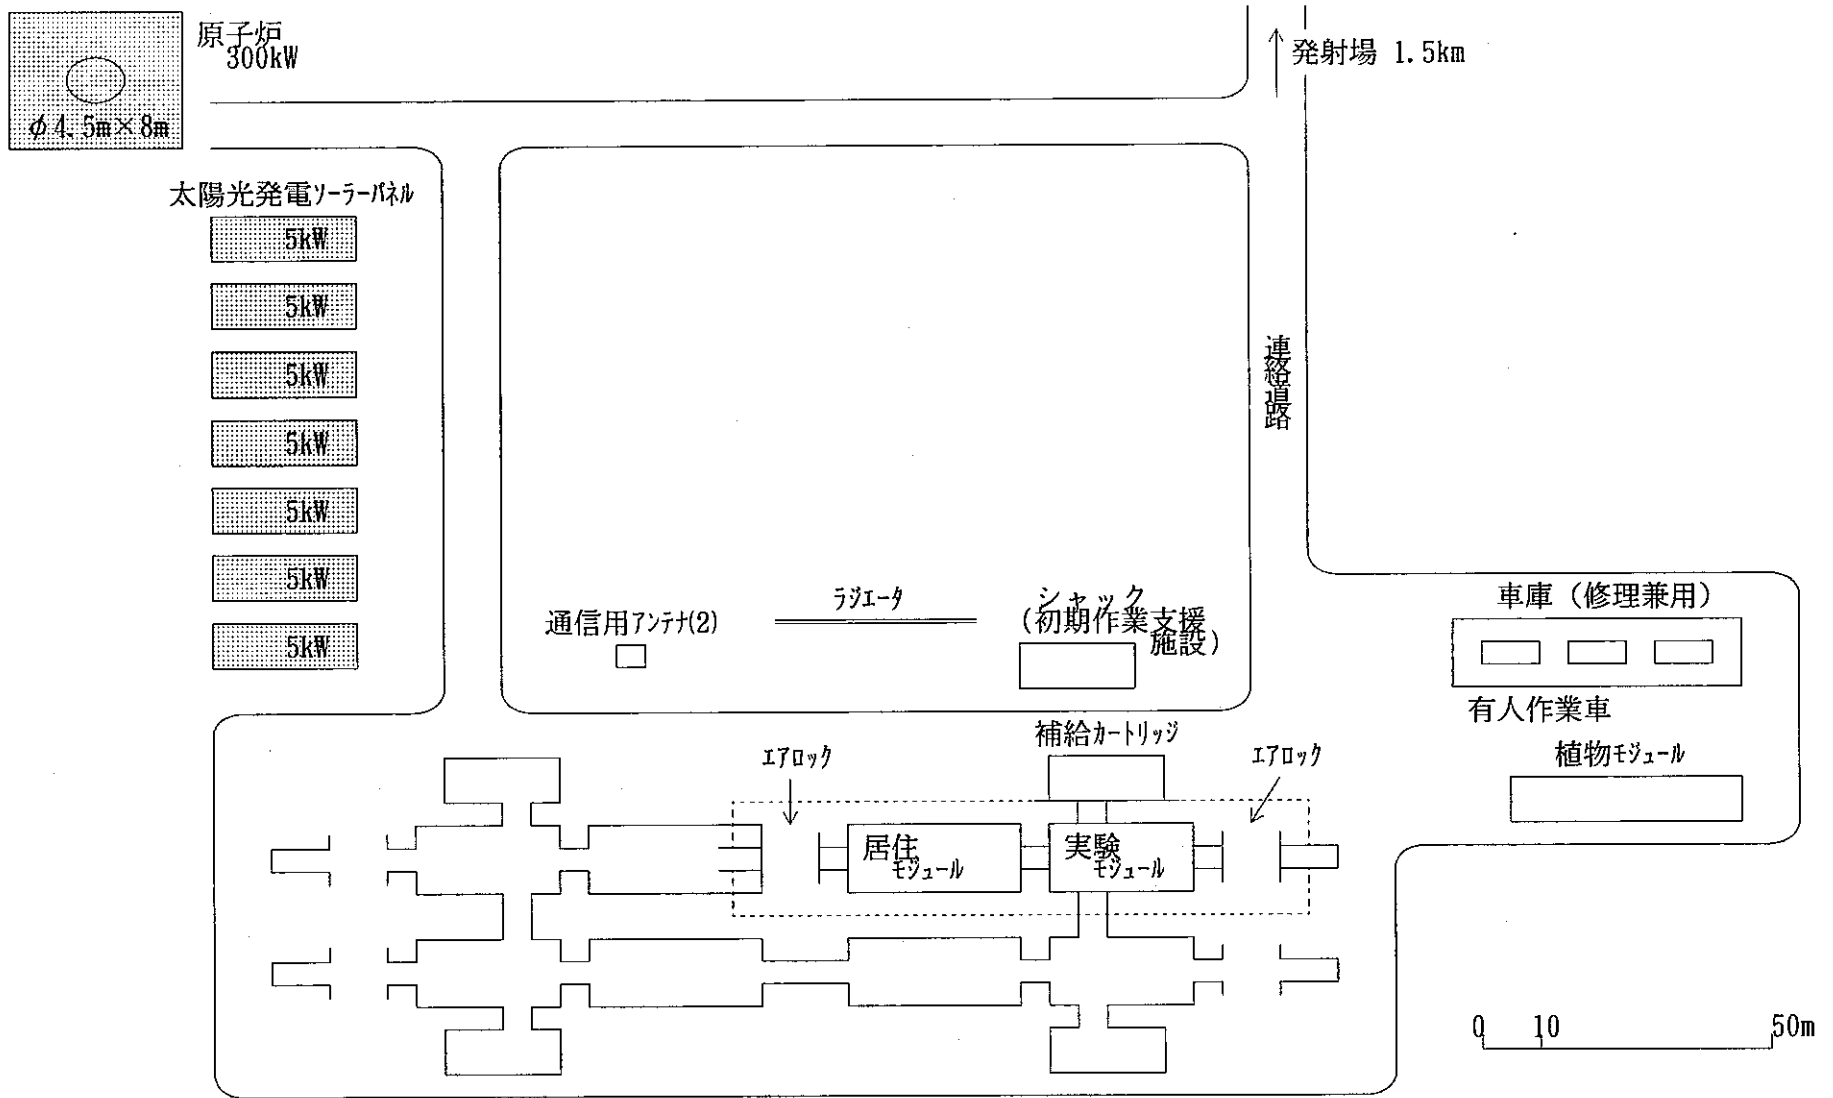 原子炉
300kW
φ4.5m×8m
発射場 1.5km
太陽光発電ソーラーパネル
5kW
5kW
5kW
5kW
5kW
5kW
5kW
連絡道路
通信用アンテナ(2)
ラジエータ
シャック
(初期作業支援
施設)
車庫（修理兼用）
有人作業車
植物モジュール
補給カートリッジ
エアロック
エアロック
居住
モジュール
実験
モジュール
0 10 50m